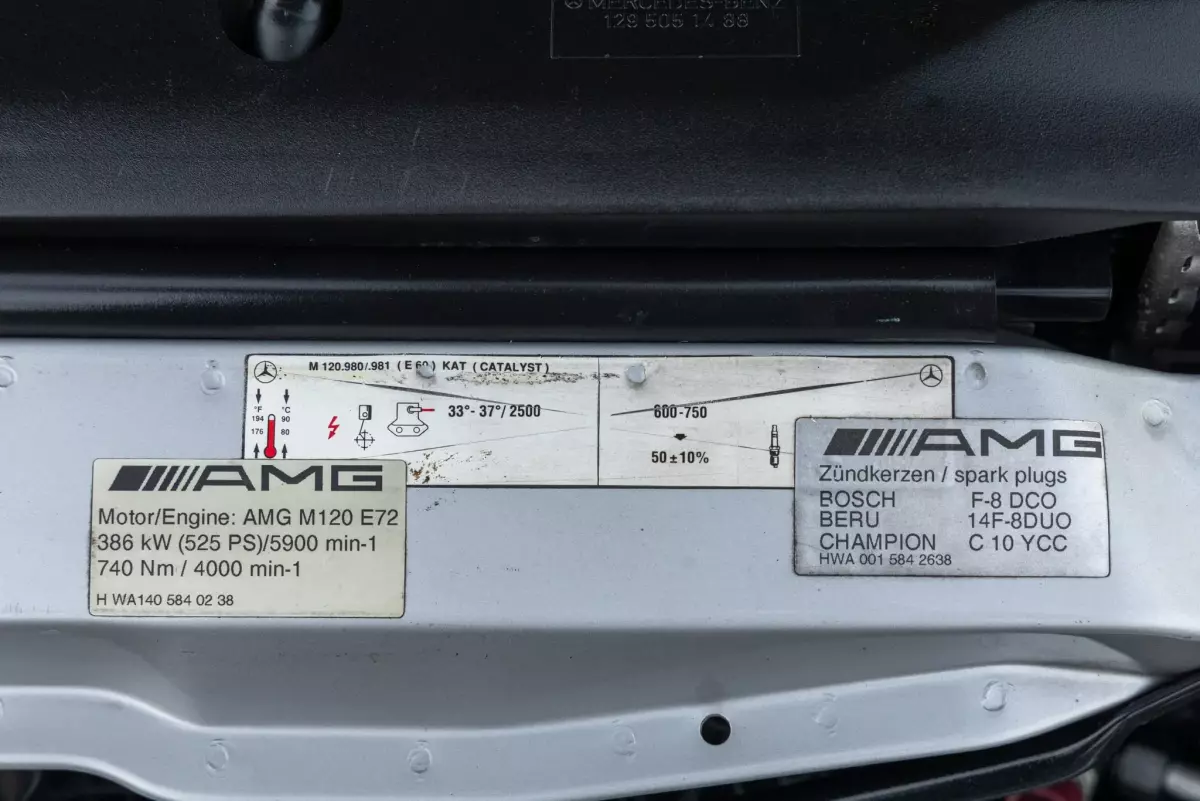 MERCEDES-BENZ
129 505 14 88
M 120.980/.981 (E 60) KAT (CATALYST)
°F °C
194 90
176 80
33°- 37°/ 2500
600-750
50 ± 10%
AMG
Motor/Engine: AMG M120 E72
386 kW (525 PS)/5900 min-1
740 Nm / 4000 min-1
H WA140 584 02 38
AMG
Zündkerzen / spark plugs
BOSCH F-8 DCO
BERU 14F-8DUO
CHAMPION C 10 YCC
HWA 001 584 2638